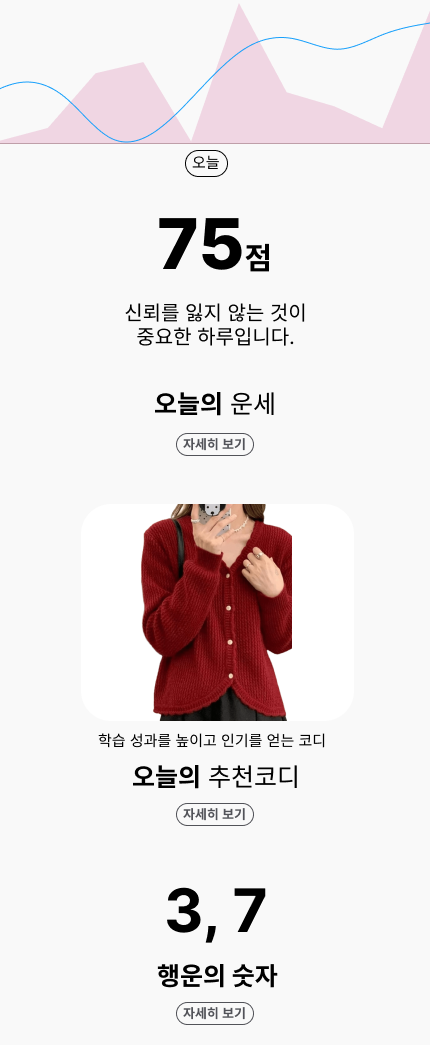 오늘
75점
신뢰를 잃지 않는 것이
중요한 하루입니다.
오늘의 운세
자세히 보기
학습 성과를 높이고 인기를 얻는 코디
오늘의 추천코디
자세히 보기
3, 7
행운의 숫자
자세히 보기